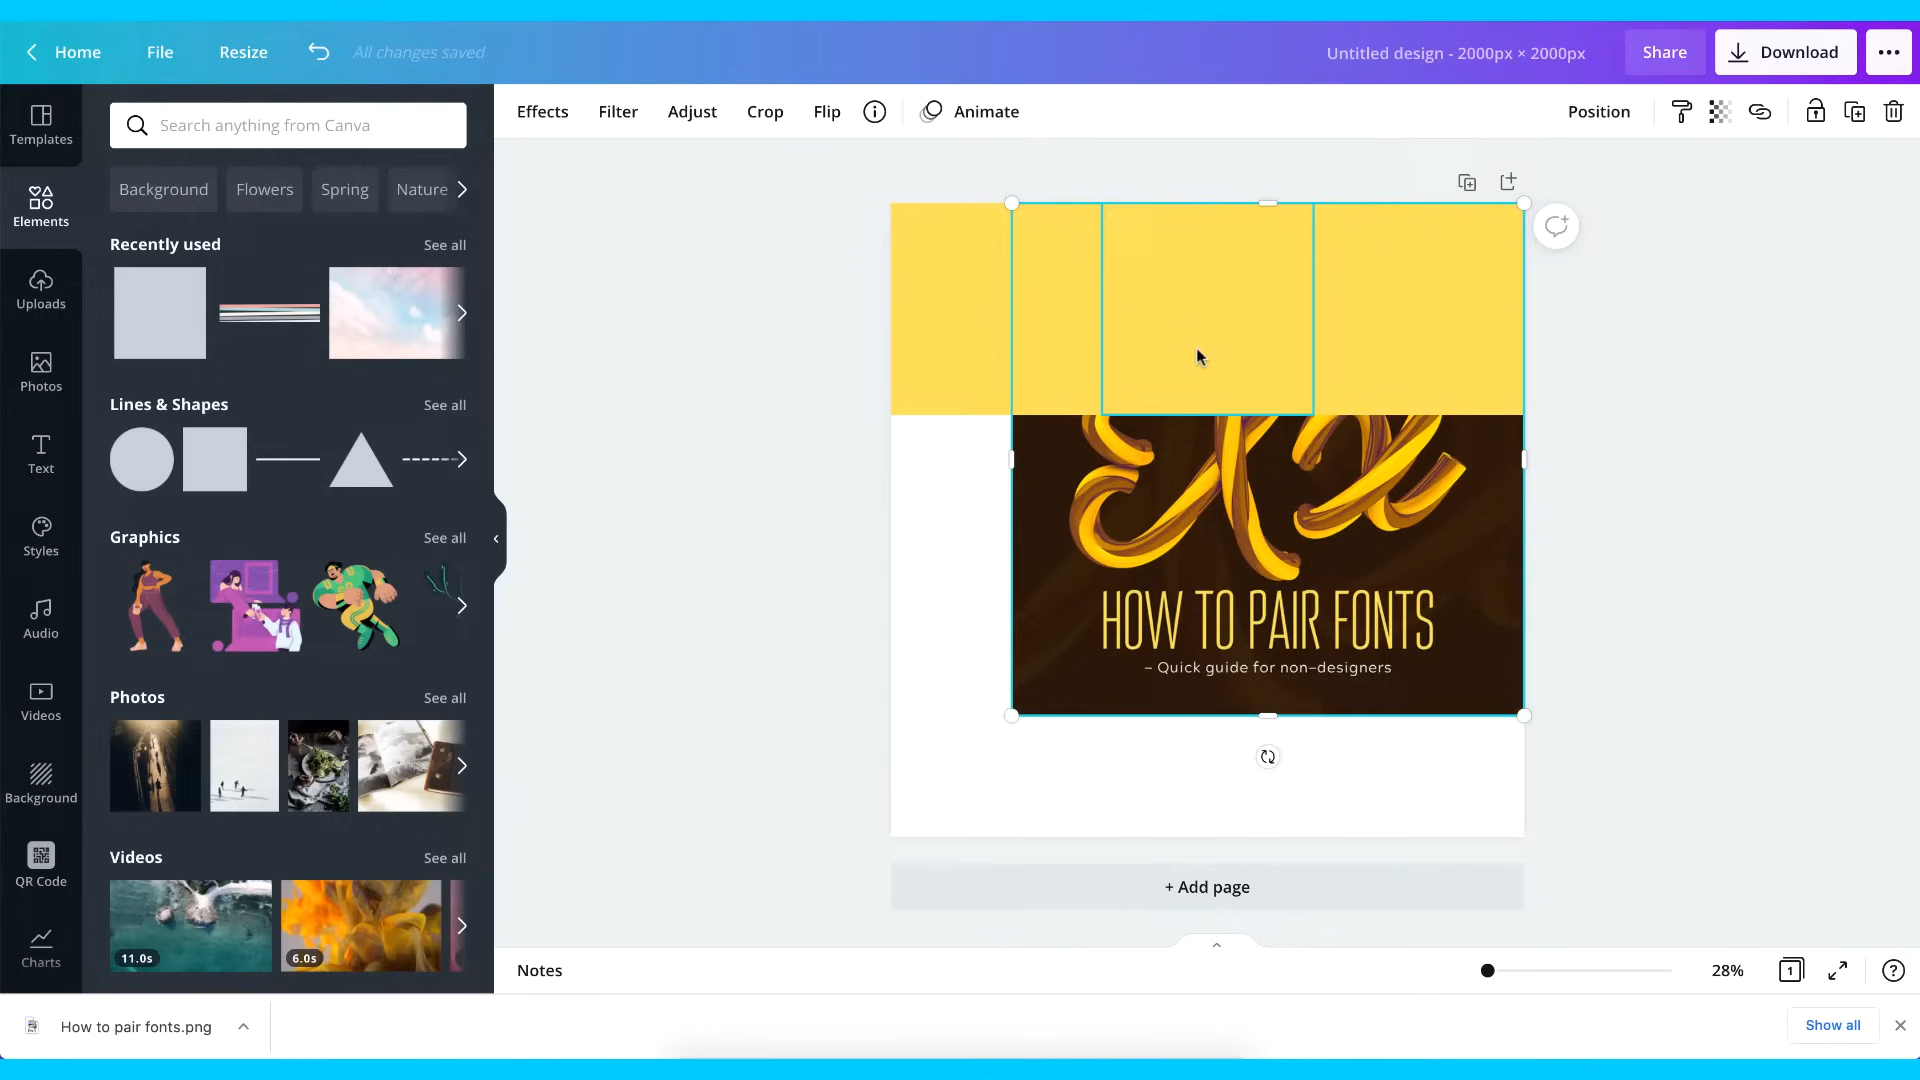 Home File Resize All changes saved Untitled design - 2000px × 2000px Share Download
Effects Filter Adjust Crop Flip Animate Position
Templates
Elements
Uploads
Photos
Text
Styles
Audio
Videos
Background
QR Code
Charts
Search anything from Canva
Background Flowers Spring Nature
Recently used See all
Lines & Shapes See all
Graphics See all
Photos See all
Videos See all
11.0s 6.0s
HOW TO PAIR FONTS
– Quick guide for non-designers
+ Add page
Notes 28% 1
How to pair fonts.png Show all